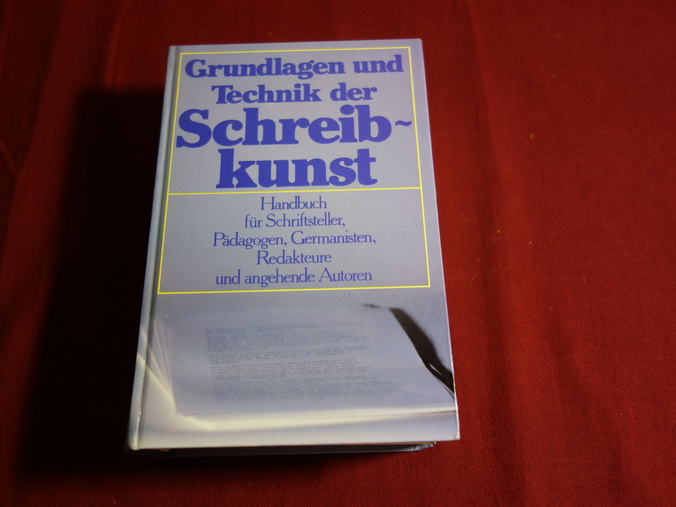 Grundlagen und
Technik der
Schreib~
kunst
Handbuch
für Schriftsteller,
Pädagogen, Germanisten,
Redakteure
und angehende Autoren